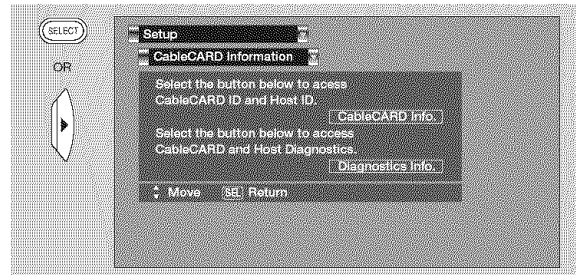 SELECT
OR
Setup
CableCARD Information
Select the button below to acess
CableCARD ID and Host ID.
CableCARD Info.
Select the button below to access
CableCARD and Host Diagnostics.
Diagnostics Info.
Move SEL Return